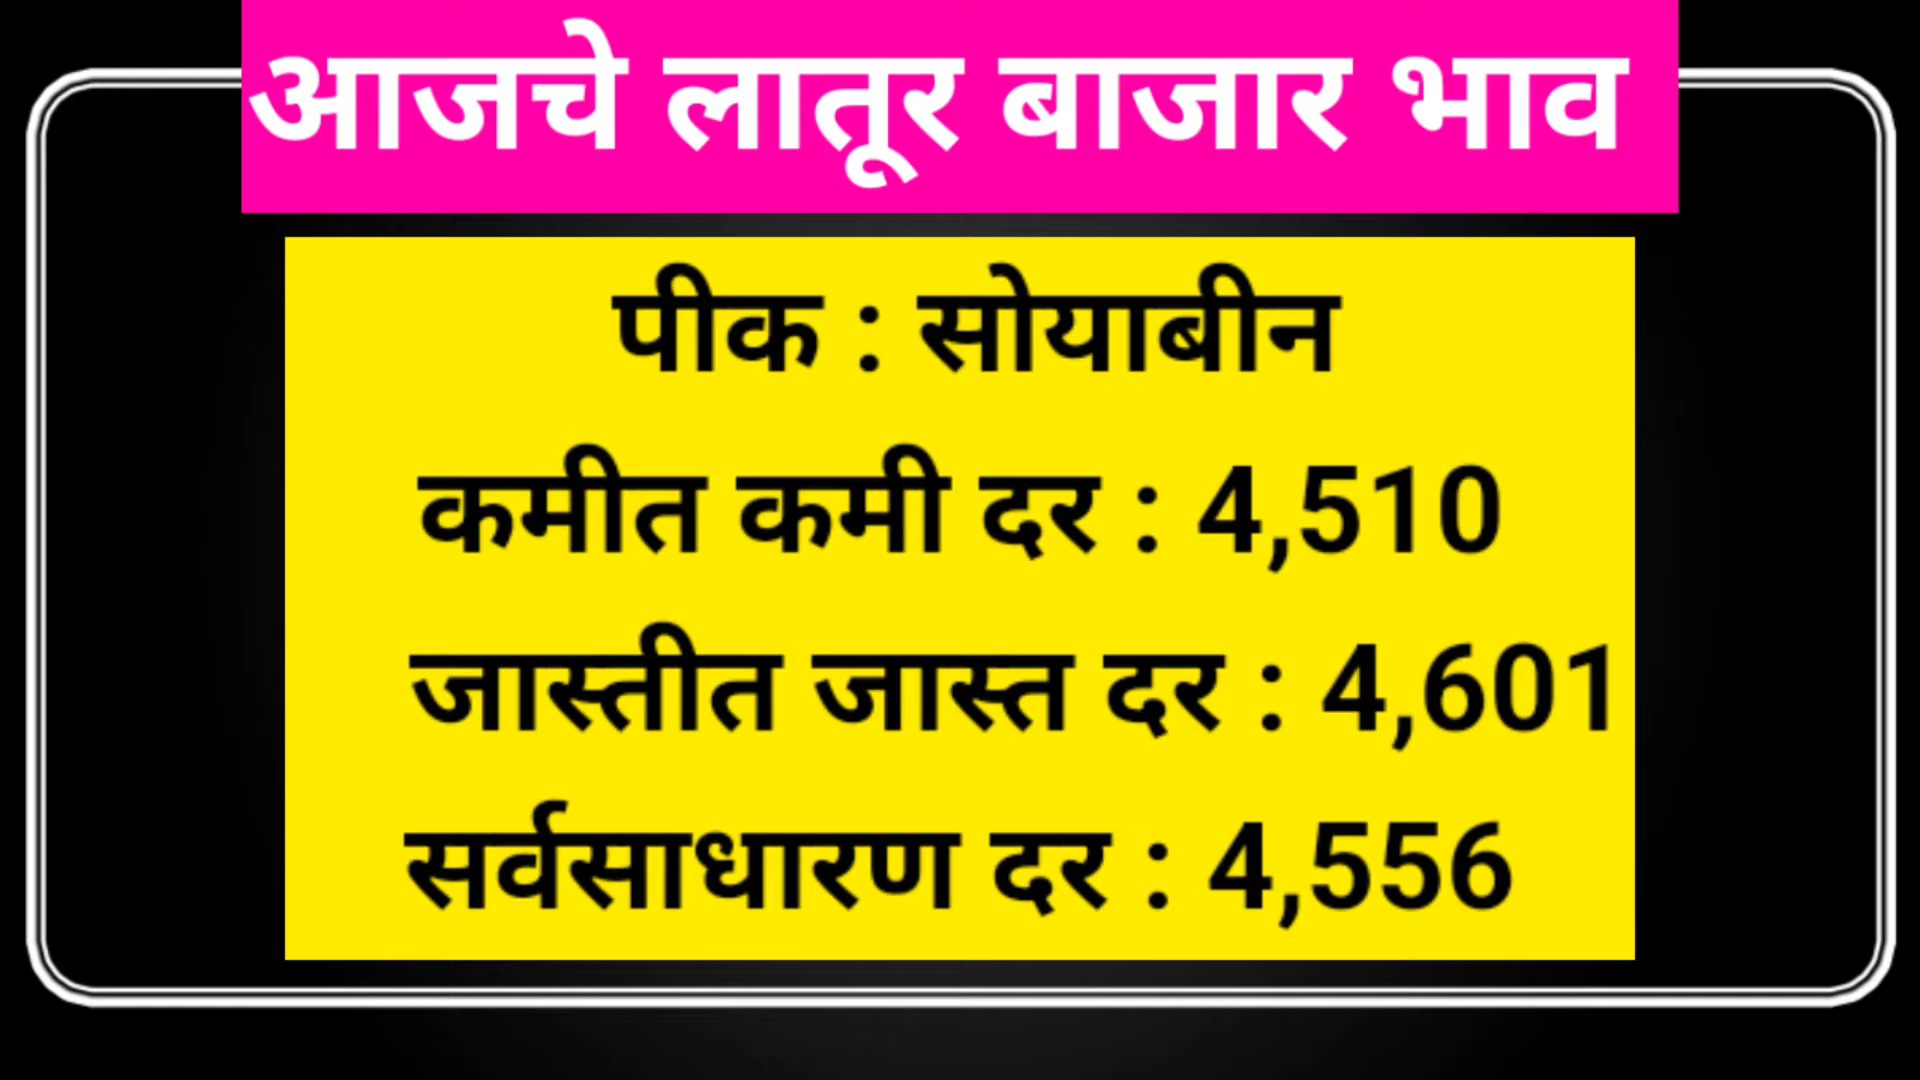 आजचे लातूर बाजार भाव
पीक : सोयाबीन
कमीत कमी दर : 4,510
जास्तीत जास्त दर : 4,601
सर्वसाधारण दर : 4,556